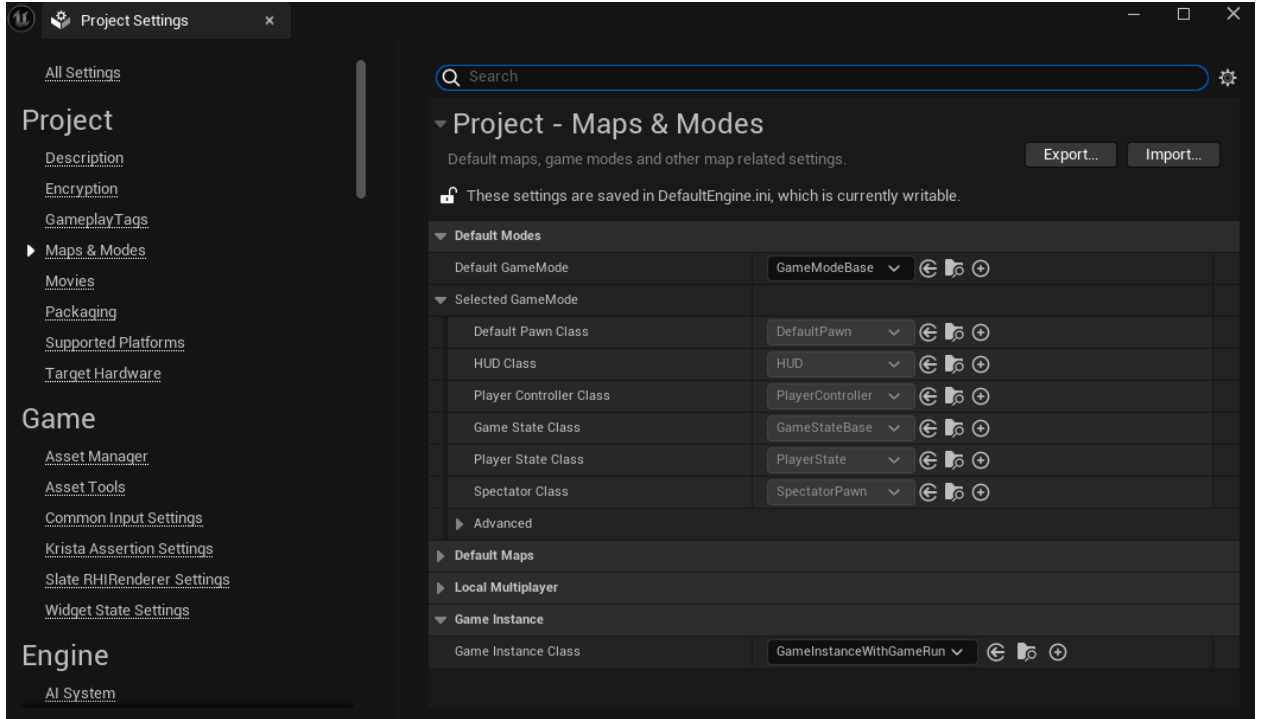 Project Settings
All Settings
Project
Description
Encryption
GameplayTags
Maps & Modes
Movies
Packaging
Supported Platforms
Target Hardware
Game
Asset Manager
Asset Tools
Common Input Settings
Krista Assertion Settings
Slate RHIRenderer Settings
Widget State Settings
Engine
AI System
Search
Project - Maps & Modes
Default maps, game modes and other map related settings.
Export... Import...
These settings are saved in DefaultEngine.ini, which is currently writable.
Default Modes
Default GameMode GameModeBase
Selected GameMode
Default Pawn Class DefaultPawn
HUD Class HUD
Player Controller Class PlayerController
Game State Class GameStateBase
Player State Class PlayerState
Spectator Class SpectatorPawn
Advanced
Default Maps
Local Multiplayer
Game Instance
Game Instance Class GameInstanceWithGameRun